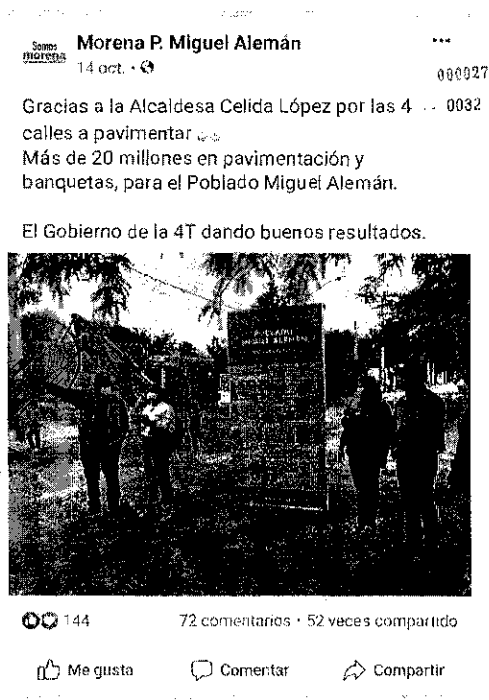 Somos
morena
Morena P. Miguel Alemán
14 oct.
000027
0032
Gracias a la Alcaldesa Celida López por las 4
calles a pavimentar
Más de 20 millones en pavimentación y
banquetas, para el Poblado Miguel Alemán.
El Gobierno de la 4T dando buenos resultados.
POBLADO
MIGUEL ALEMÁN
144
72 comentarios · 52 veces compartido
Me gusta
Comentar
Compartir